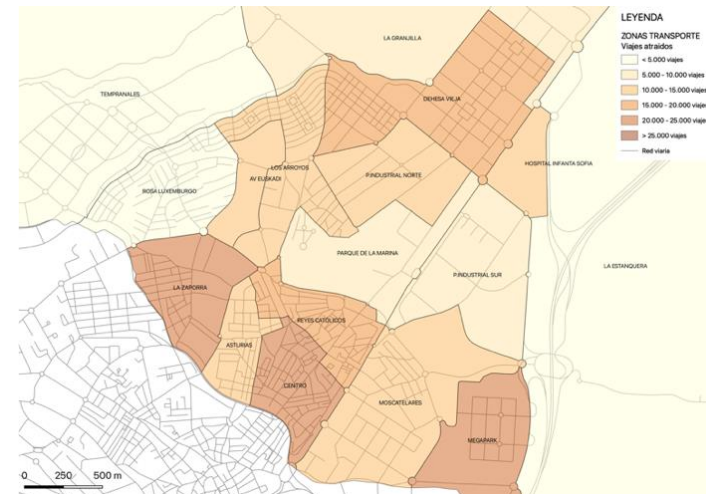 LEYENDA
ZONAS TRANSPORTE
Viajes atraidos
< 5.000 viajes
5.000 - 10.000 viajes
10.000 - 15.000 viajes
15.000 - 20.000 viajes
20.000 - 25.000 viajes
> 25.000 viajes
Red viaria
LA GRANJILLA
TEMPRANALES
DEHESA VIEJA
HOSPITAL INFANTA SOFIA
LOS ARROYOS
P.INDUSTRIAL NORTE
AV EUSKADI
ROSA LUXEMBURGO
PARQUE DE LA MARINA
LA ESTANQUERA
P.INDUSTRIAL SUR
LA ZAPORRA
REYES CATÓLICOS
ASTURIAS
CENTRO
MOSCATELARES
MEGAPARK
0 250 500 m